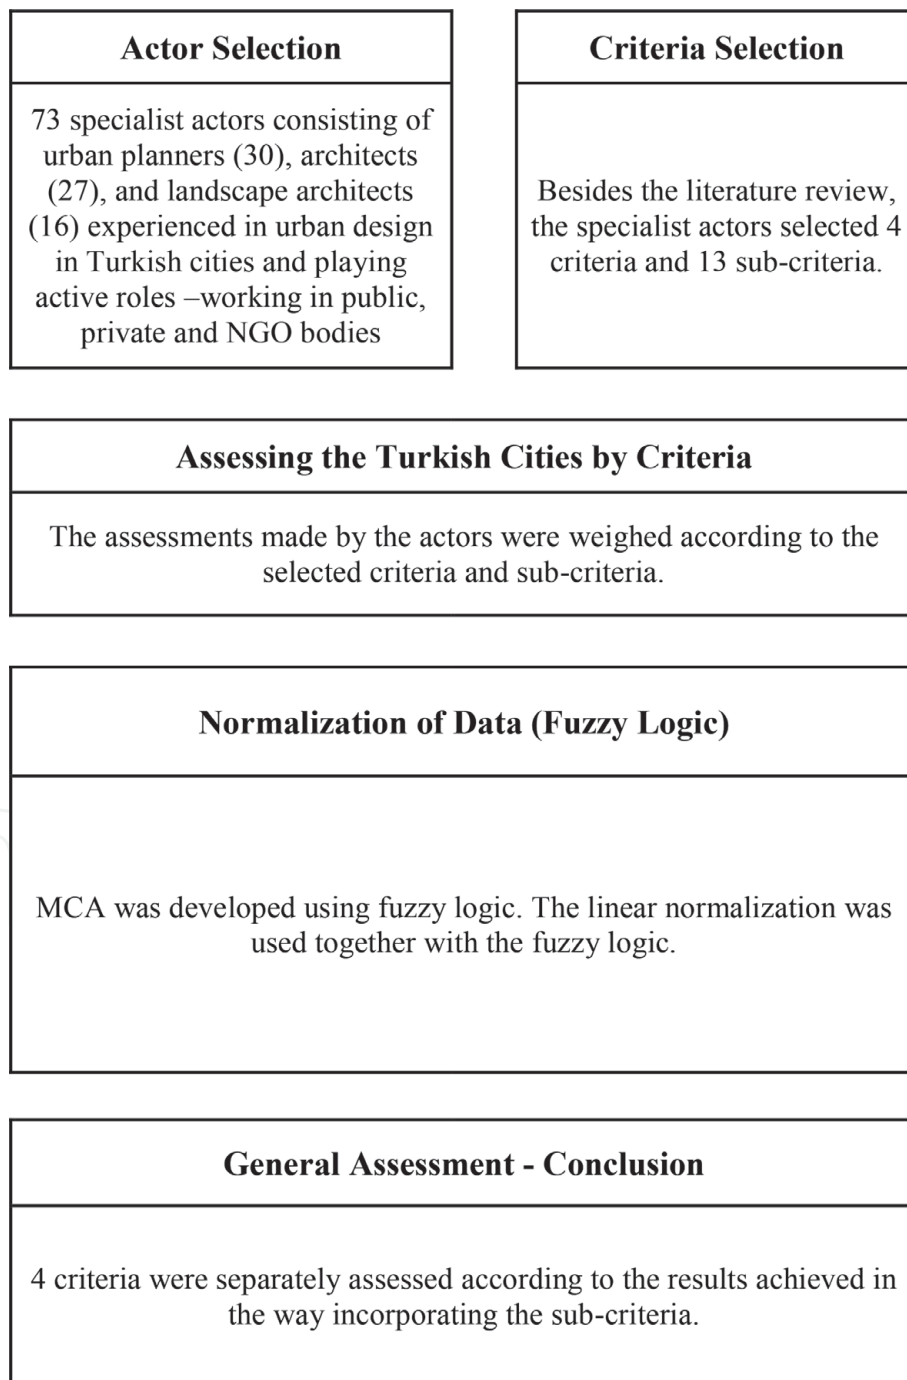 Actor Selection
73 specialist actors consisting of
urban planners (30), architects
(27), and landscape architects
(16) experienced in urban design
in Turkish cities and playing
active roles –working in public,
private and NGO bodies
Criteria Selection
Besides the literature review,
the specialist actors selected 4
criteria and 13 sub-criteria.
Assessing the Turkish Cities by Criteria
The assessments made by the actors were weighed according to the
selected criteria and sub-criteria.
Normalization of Data (Fuzzy Logic)
MCA was developed using fuzzy logic. The linear normalization was
used together with the fuzzy logic.
General Assessment - Conclusion
4 criteria were separately assessed according to the results achieved in
the way incorporating the sub-criteria.